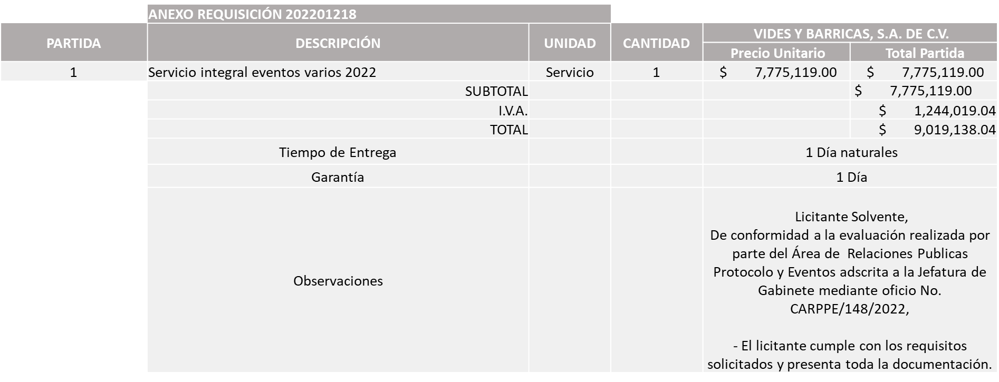 ANEXO REQUISICIÓN 202201218
PARTIDA DESCRIPCIÓN UNIDAD CANTIDAD VIDES Y BARRICAS, S.A. DE C.V.
Precio Unitario Total Partida
1 Servicio integral eventos varios 2022 Servicio 1 $ 7,775,119.00 $ 7,775,119.00
SUBTOTAL $ 7,775,119.00
I.V.A. $ 1,244,019.04
TOTAL $ 9,019,138.04
Tiempo de Entrega 1 Día naturales
Garantía 1 Día
Observaciones
Licitante Solvente,
De conformidad a la evaluación realizada por
parte del Área de  Relaciones Publicas
Protocolo y Eventos adscrita a la Jefatura de
Gabinete mediante oficio No.
CARPPE/148/2022,
- El licitante cumple con los requisitos
solicitados y presenta toda la documentación.